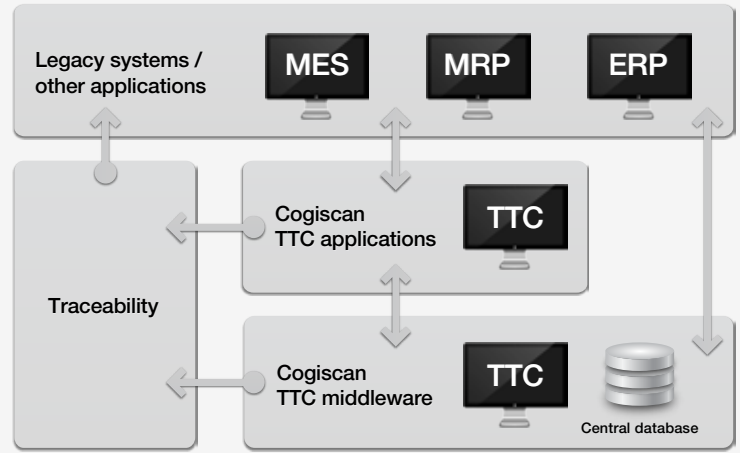 Legacy systems /
other applications
MES
MRP
ERP
Cogiscan
TTC applications
TTC
Traceability
Cogiscan
TTC middleware
TTC
Central database